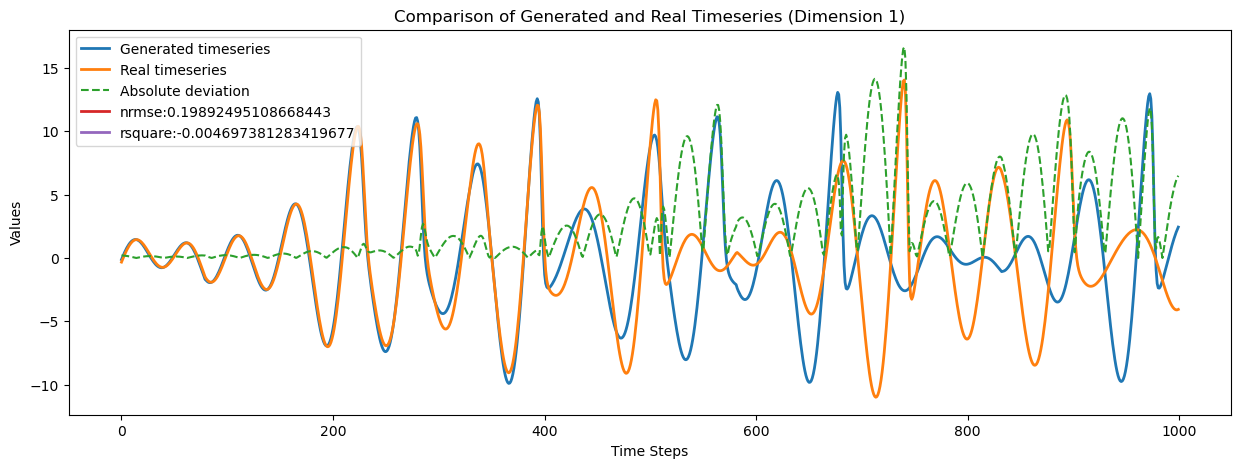 Comparison of Generated and Real Timeseries (Dimension 1)
Generated timeseries
Real timeseries
Absolute deviation
nrmse:0.19892495108668443
rsquare:-0.004697381283419677
Values
15
10
5
0
−5
−10
0
200
400
600
800
1000
Time Steps